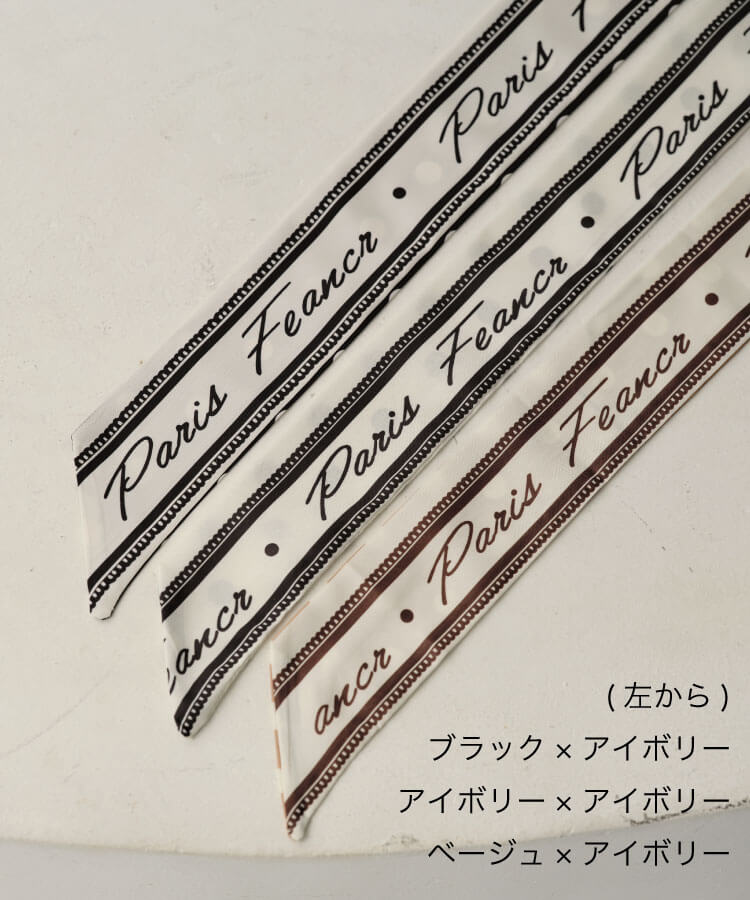 Paris Feancr • Paris F
ancr • Paris Feancr • Paris
ancr • Paris Feancr •
( 左から )
ブラック × アイボリー
アイボリー × アイボリー
ベージュ × アイボリー